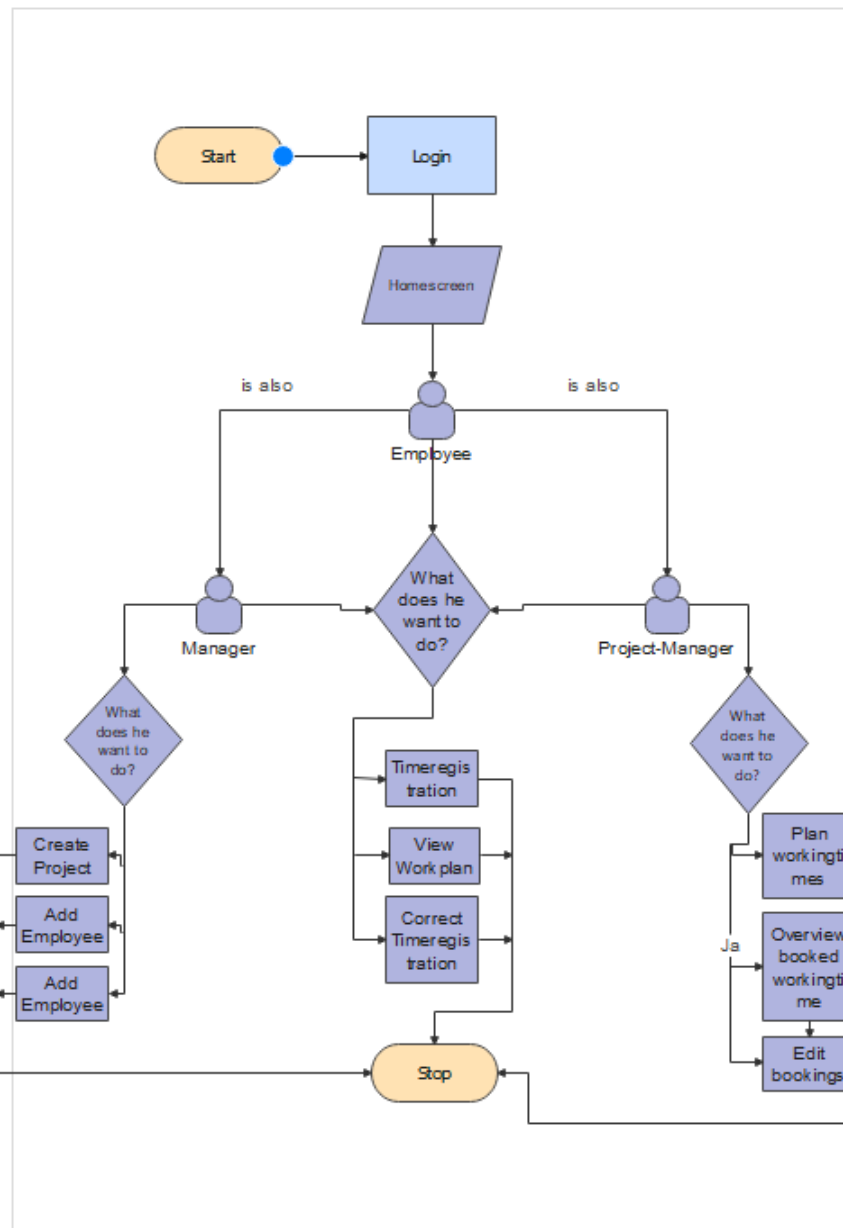 Start
Login
Homescreen
is also
is also
Employee
What
does he
want to
do?
Manager
Project-Manager
What
does he
want to
do?
What
does he
want to
do?
Timeregis
tration
View
Workplan
Correct
Timeregis
tration
Create
Project
Add
Employee
Add
Employee
Plan
workingti
mes
Ja
Overview
booked
workingti
me
Edit
bookings
Stop